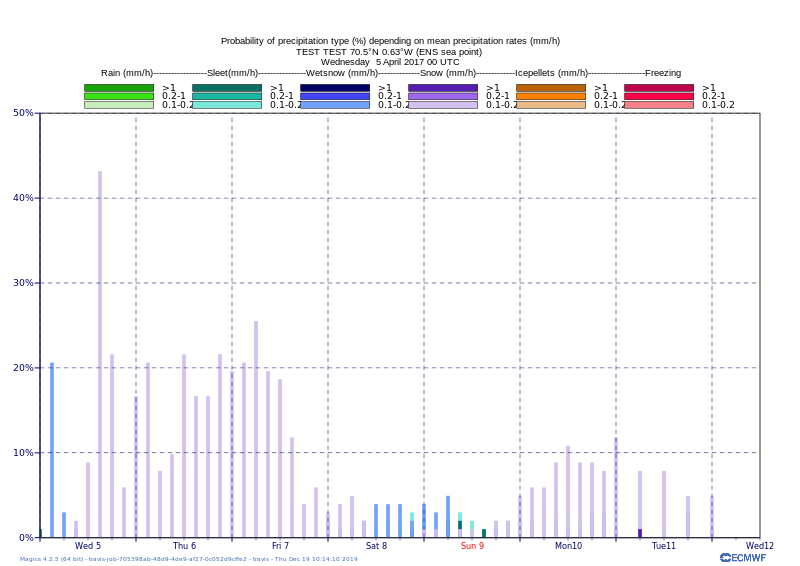 Probability of precipitation type (%) depending on mean precipitation rates (mm/h)
TEST TEST 70.5°N 0.63°W (ENS sea point)
Wednesday 5 April 2017 00 UTC
Rain (mm/h)-----------------Sleet(mm/h)---------------Wetsnow (mm/h)--------------Snow (mm/h)--------------Icepellets (mm/h)--------------------Freezing
>1 >1 >1 >1 >1 >1
0.2-1 0.2-1 0.2-1 0.2-1 0.2-1 0.2-1
0.1-0.2 0.1-0.2 0.1-0.2 0.1-0.2 0.1-0.2 0.1-0.2
50%
40%
30%
20%
10%
0%
Wed 5 Thu 6 Fri 7 Sat 8 Sun 9 Mon10 Tue11 Wed12
Magics 4.2.5 (64 bit) - travis-job-705398ab-48d9-4de9-af27-0c052d9cffe2 - travis - Thu Dec 19 10:14:10 2019
ECMWF